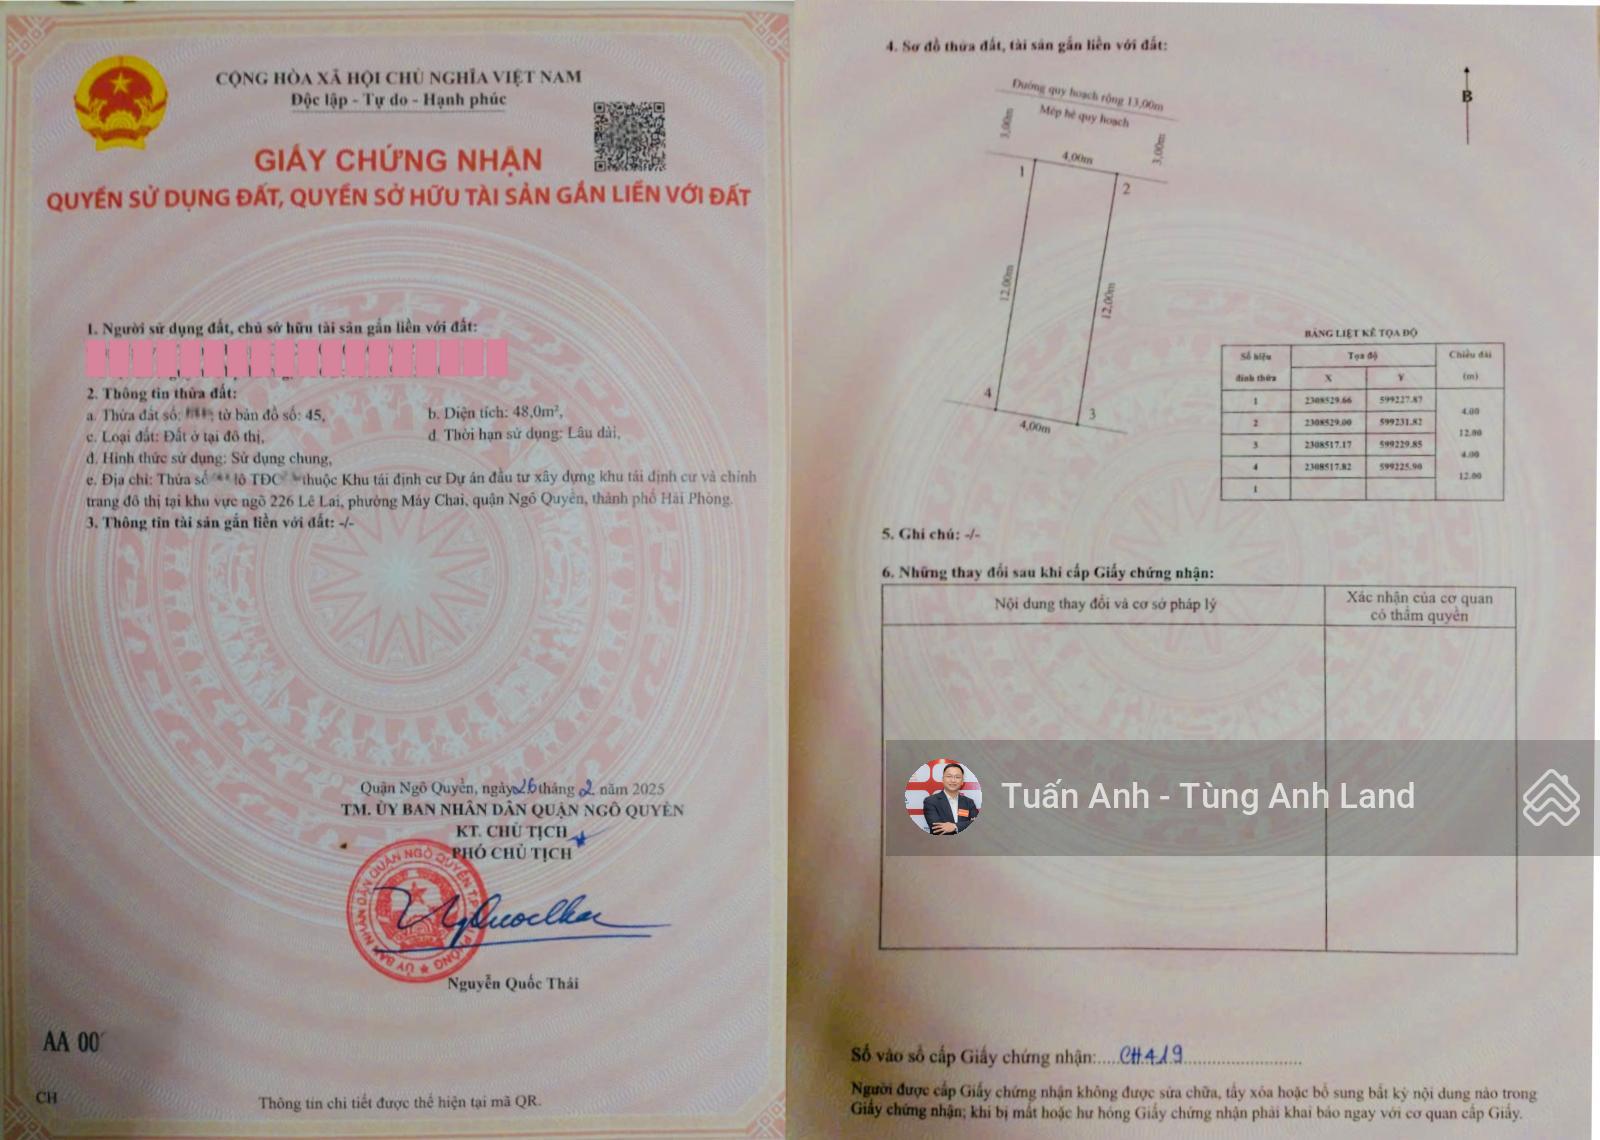 CỘNG HÒA XÃ HỘI CHỦ NGHĨA VIỆT NAM
Độc lập - Tự do - Hạnh phúc
GIẤY CHỨNG NHẬN
QUYỀN SỬ DỤNG ĐẤT, QUYỀN SỞ HỮU TÀI SẢN GẮN LIỀN VỚI ĐẤT
1. Người sử dụng đất, chủ sở hữu tài sản gắn liền với đất:
2. Thông tin thửa đất:
a. Thửa đất số: tờ bản đồ số: 45,
b. Diện tích: 48,0m²,
c. Loại đất: Đất ở tại đô thị,
d. Thời hạn sử dụng: Lâu dài,
đ. Hình thức sử dụng: Sử dụng chung,
e. Địa chỉ: Thửa số lô TĐC thuộc Khu tái định cư Dự án đầu tư xây dựng khu tái định cư và chỉnh
trang đô thị tại khu vực ngõ 226 Lê Lai, phường Máy Chai, quận Ngô Quyền, thành phố Hải Phòng.
3. Thông tin tài sản gắn liền với đất: -/-
Quận Ngô Quyền, ngày 26 tháng 2 năm 2025
TM. ỦY BAN NHÂN DÂN QUẬN NGÔ QUYỀN
KT. CHỦ TỊCH
PHÓ CHỦ TỊCH
ỦY BAN NHÂN DÂN QUẬN NGÔ QUYỀN T.P HẢI PHÒNG
Nguyễn Quốc Thái
AA 00
CH
Thông tin chi tiết được thể hiện tại mã QR.
4. Sơ đồ thửa đất, tài sản gắn liền với đất:
Đường quy hoạch rộng 13,00m
Mép hè quy hoạch
3,00m
3,00m
4,00m
1
2
12,00m
12,00m
4
3
4,00m
B
BẢNG LIỆT KÊ TỌA ĐỘ
Số hiệu đỉnh thửa Tọa độ Chiều dài (m)
X Y
1 2308529.66 599227.87
4.00
2 2308529.00 599231.82
12.00
3 2308517.17 599229.85
4.00
4 2308517.82 599225.90
12.00
1
5. Ghi chú: -/-
6. Những thay đổi sau khi cấp Giấy chứng nhận:
Nội dung thay đổi và cơ sở pháp lý
Xác nhận của cơ quan
có thẩm quyền
Tuấn Anh - Tùng Anh Land
Số vào sổ cấp Giấy chứng nhận:....CH419
Người được cấp Giấy chứng nhận không được sửa chữa, tẩy xóa hoặc bổ sung bất kỳ nội dung nào trong
Giấy chứng nhận; khi bị mất hoặc hư hỏng Giấy chứng nhận phải khai báo ngay với cơ quan cấp Giấy.